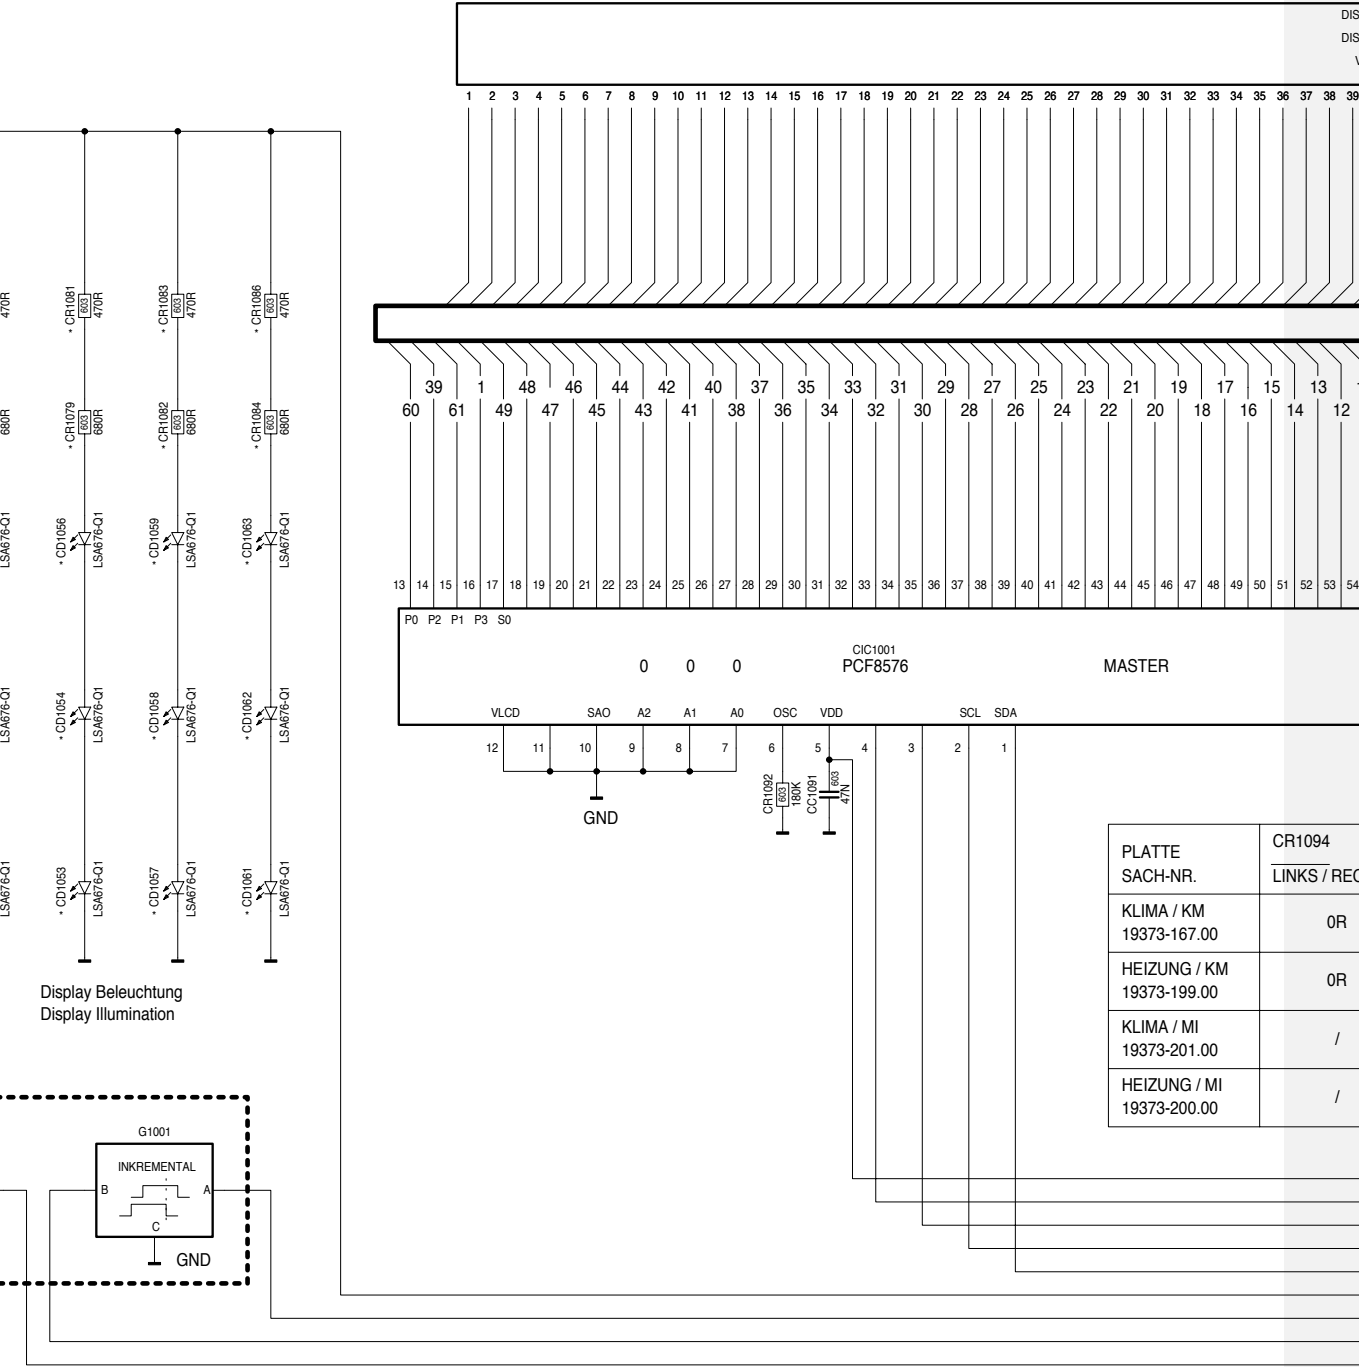 DIS
DIS
V
1 2 3 4 5 6 7 8 9 10 11 12 13 14 15 16 17 18 19 20 21 22 23 24 25 26 27 28 29 30 31 32 33 34 35 36 37 38 39
470R
* CR1081
603
470R
* CR1083
603
470R
* CR1086
603
470R
39 1 48 46 44 42 40 37 35 33 31 29 27 25 23 21 19 17 15 13
60 61 49 47 45 43 41 38 36 34 32 30 28 26 24 22 20 18 16 14 12
680R
* CR1079
603
680R
* CR1082
603
680R
* CR1084
603
680R
LSA676-Q1
* CD1056
LSA676-Q1
* CD1059
LSA676-Q1
* CD1063
LSA676-Q1
13 14 15 16 17 18 19 20 21 22 23 24 25 26 27 28 29 30 31 32 33 34 35 36 37 38 39 40 41 42 43 44 45 46 47 48 49 50 51 52 53 54
P0 P2 P1 P3 S0
CIC1001
0 0 0 PCF8576 MASTER
LSA676-Q1
* CD1054
LSA676-Q1
* CD1058
LSA676-Q1
* CD1062
LSA676-Q1
VLCD SAO A2 A1 A0 OSC VDD SCL SDA
12 11 10 9 8 7 6 5 4 3 2 1
CR1092
603
180K
CC1091
603
47N
GND
LSA676-Q1
* CD1053
LSA676-Q1
* CD1057
LSA676-Q1
* CD1061
LSA676-Q1
PLATTE
SACH-NR.
CR1094
LINKS / REC
KLIMA / KM
19373-167.00
0R
HEIZUNG / KM
19373-199.00
0R
KLIMA / MI
19373-201.00
/
HEIZUNG / MI
19373-200.00
/
Display Beleuchtung
Display Illumination
G1001
INKREMENTAL
B A
C
GND